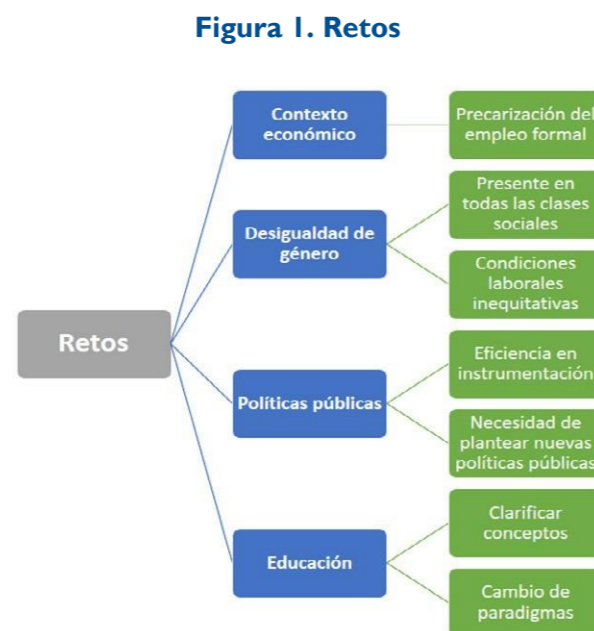 Figura 1. Retos
Contexto
económico
Precarización del
empleo formal
Presente en
todas las clases
sociales
Desigualdad de
género
Condiciones
laborales
inequitativas
Retos
Eficiencia en
instrumentación
Políticas públicas
Necesidad de
plantear nuevas
políticas públicas
Clarificar
conceptos
Educación
Cambio de
paradigmas